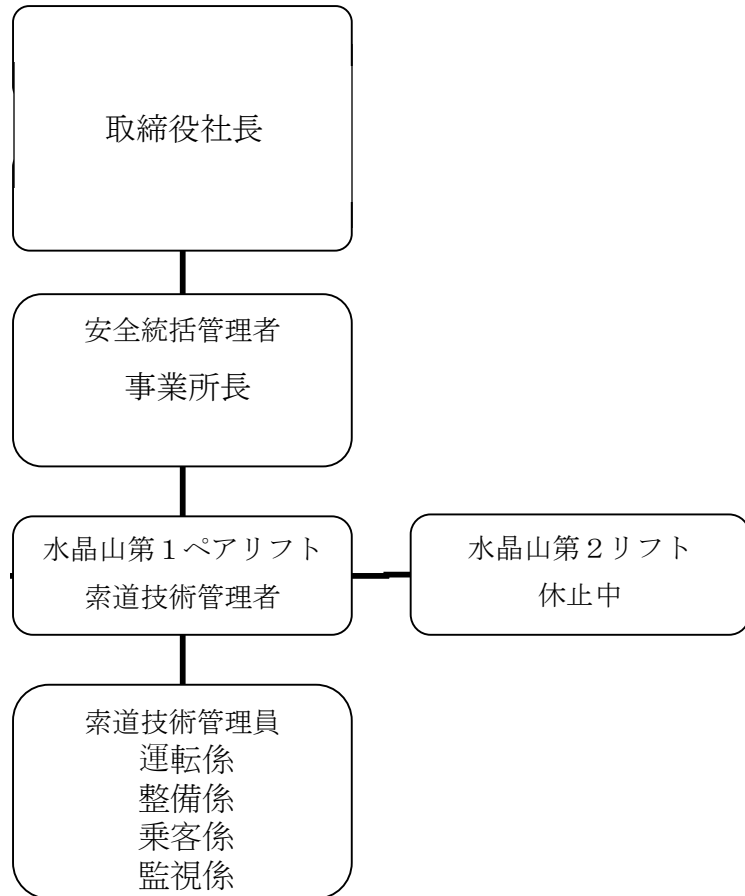 取締役社長
安全統括管理者
事業所長
水晶山第１ペアリフト
索道技術管理者
水晶山第２リフト
休止中
索道技術管理員
運転係
整備係
乗客係
監視係